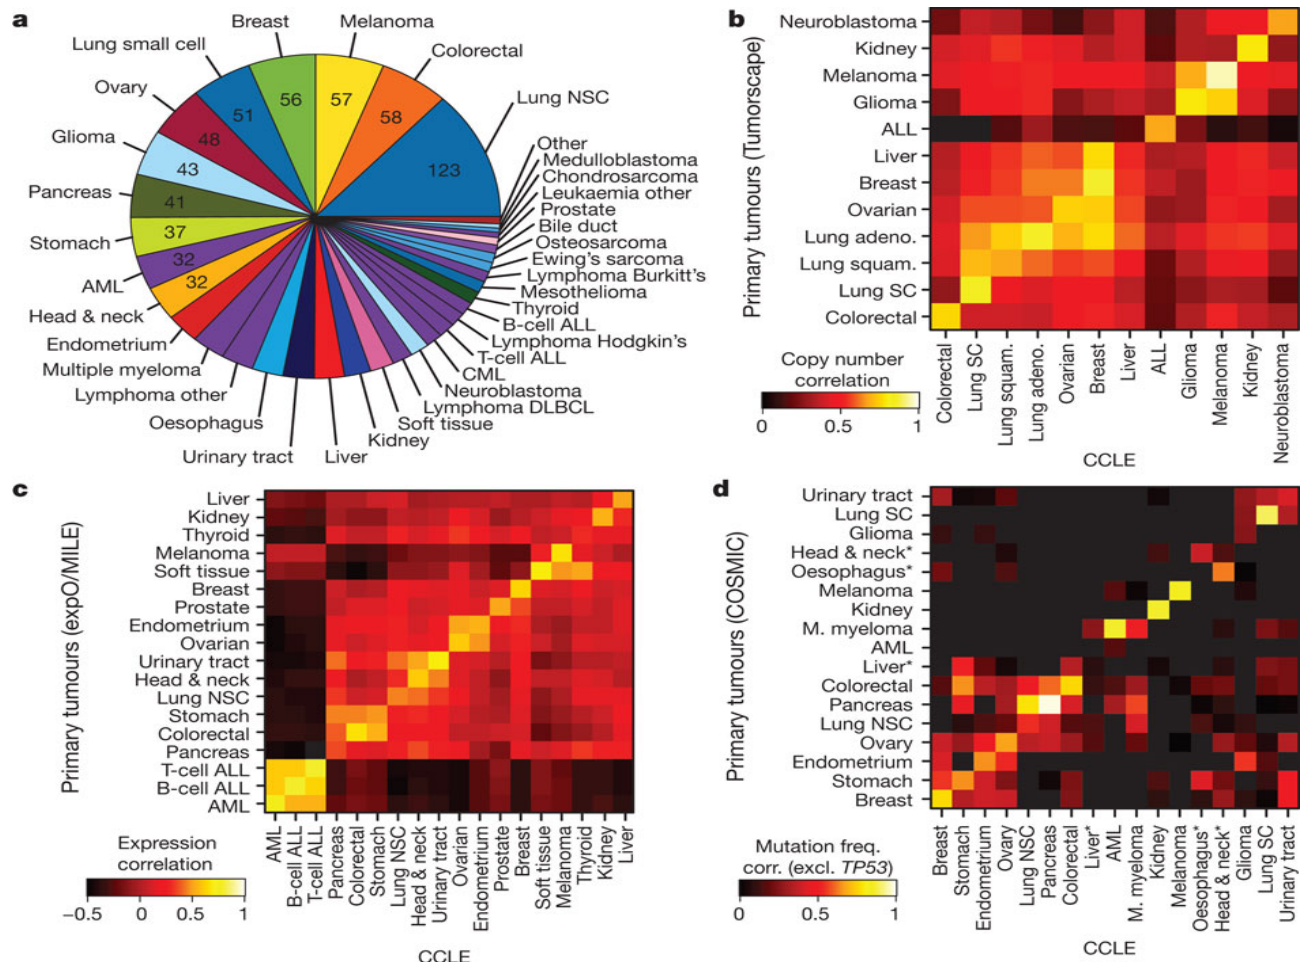 a
Breast
Melanoma
Lung small cell
Colorectal
Ovary
Lung NSC
Glioma
Pancreas
Stomach
AML
Head & neck
Endometrium
Multiple myeloma
Lymphoma other
Oesophagus
Urinary tract
Liver
Kidney
Soft tissue
Lymphoma DLBCL
Neuroblastoma
CML
T-cell ALL
Lymphoma Hodgkin's
B-cell ALL
Thyroid
Mesothelioma
Lymphoma Burkitt's
Ewing's sarcoma
Osteosarcoma
Bile duct
Prostate
Leukaemia other
Chondrosarcoma
Medulloblastoma
Other
56
57
51
58
48
123
43
41
37
32
32
b
Primary tumours (Tumorscape)
Neuroblastoma
Kidney
Melanoma
Glioma
ALL
Liver
Breast
Ovarian
Lung adeno.
Lung squam.
Lung SC
Colorectal
Colorectal
Lung SC
Lung squam.
Lung adeno.
Ovarian
Breast
Liver
ALL
Glioma
Melanoma
Kidney
Neuroblastoma
Copy number
correlation
0 0.5 1
CCLE
c
Primary tumours (expO/MILE)
Liver
Kidney
Thyroid
Melanoma
Soft tissue
Breast
Prostate
Endometrium
Ovarian
Urinary tract
Head & neck
Lung NSC
Stomach
Colorectal
Pancreas
T-cell ALL
B-cell ALL
AML
AML
B-cell ALL
T-cell ALL
Pancreas
Colorectal
Stomach
Lung NSC
Head & neck
Urinary tract
Ovarian
Endometrium
Prostate
Breast
Soft tissue
Melanoma
Thyroid
Kidney
Liver
Expression
correlation
−0.5 0 0.5 1
CCLE
d
Primary tumours (COSMIC)
Urinary tract
Lung SC
Glioma
Head & neck*
Oesophagus*
Melanoma
Kidney
M. myeloma
AML
Liver*
Colorectal
Pancreas
Lung NSC
Ovary
Endometrium
Stomach
Breast
Breast
Stomach
Endometrium
Ovary
Lung NSC
Pancreas
Colorectal
Liver*
AML
M. myeloma
Kidney
Melanoma
Oesophagus*
Head & neck*
Glioma
Lung SC
Urinary tract
Mutation freq.
corr. (excl. TP53)
0 0.5 1
CCLE